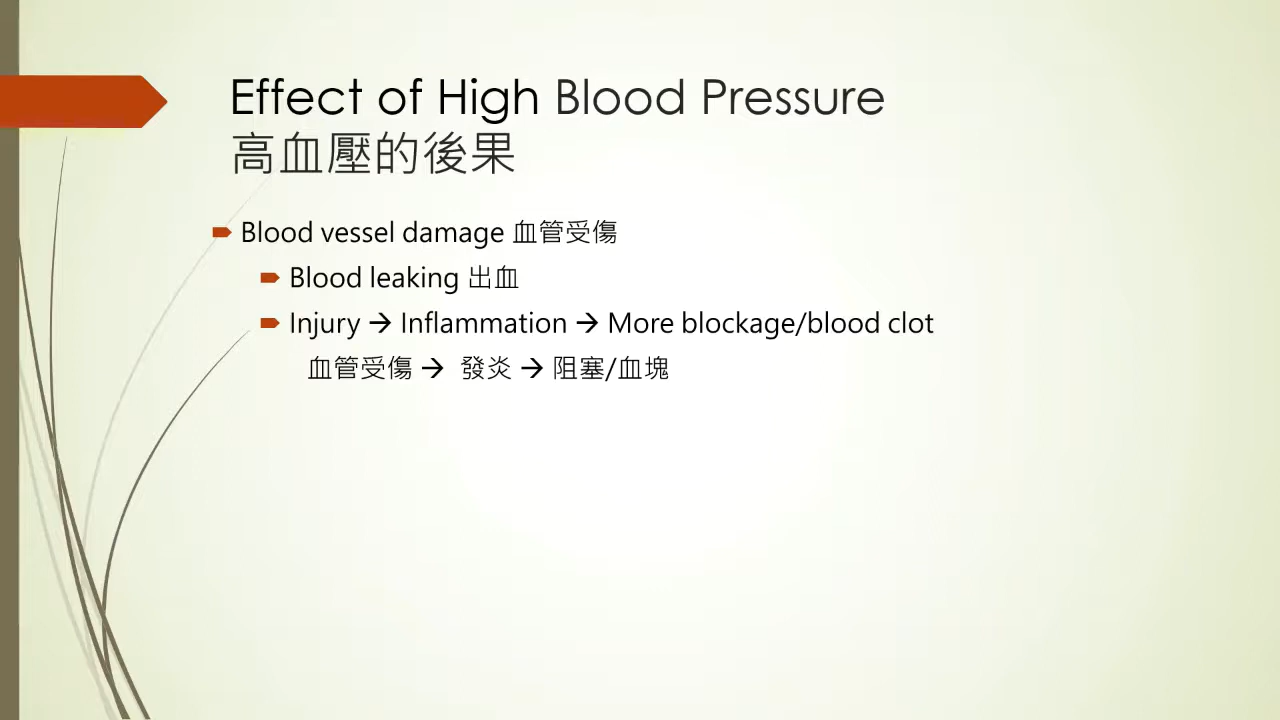 Effect of High Blood Pressure
高血壓的後果
Blood vessel damage 血管受傷
Blood leaking 出血
Injury → Inflammation → More blockage/blood clot
血管受傷 → 發炎 → 阻塞/血塊